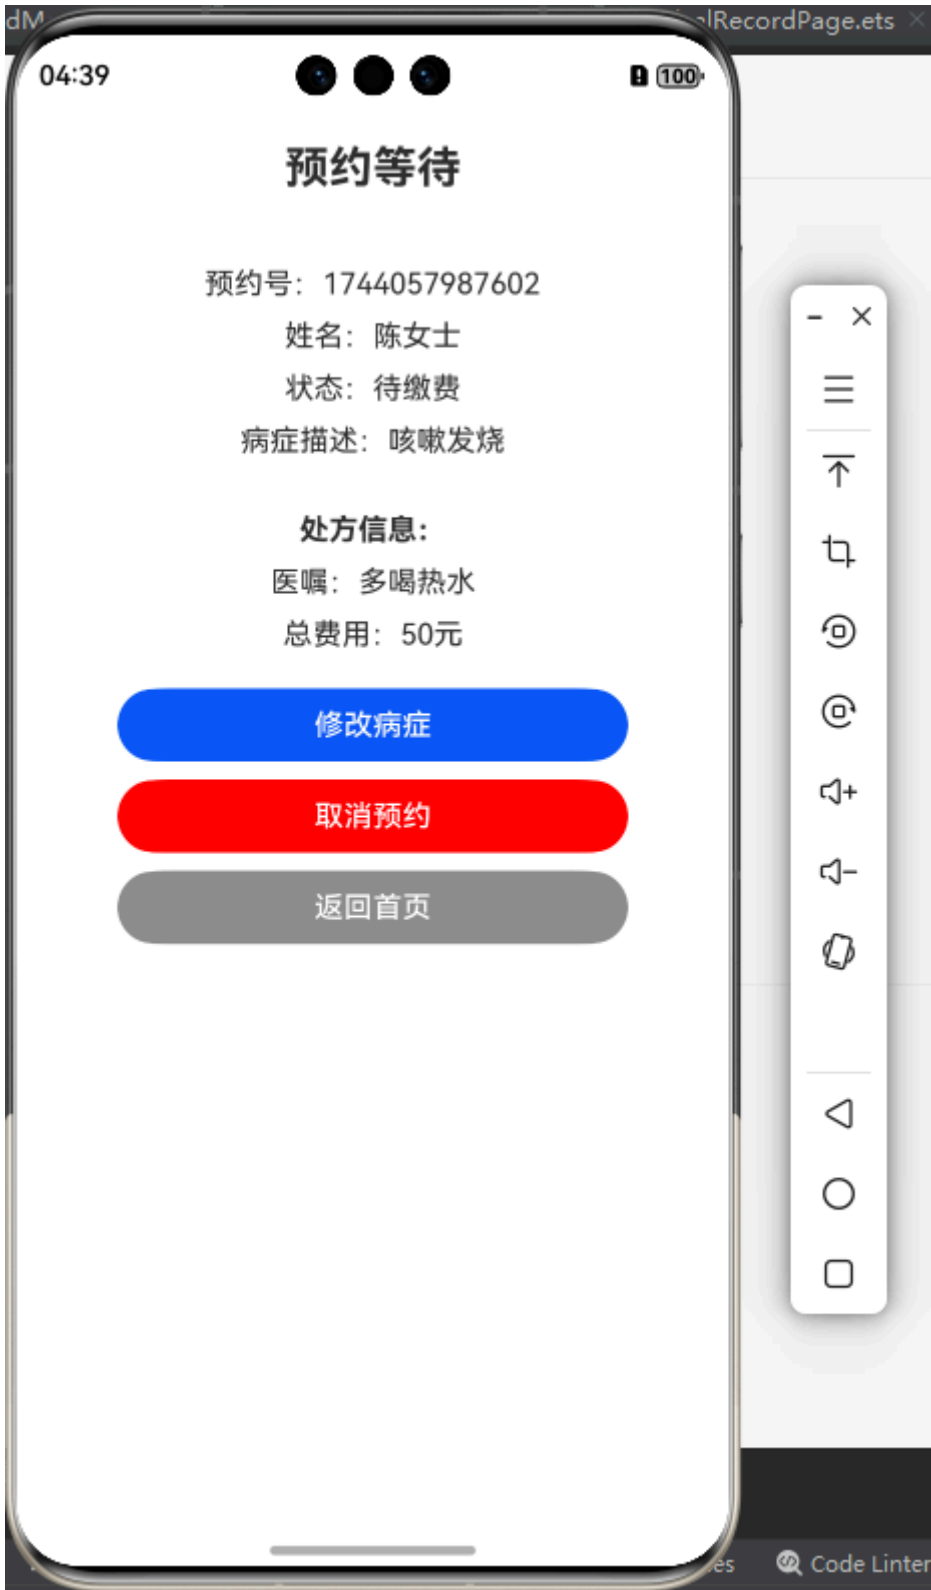 dM
alRecordPage.ets
04:39
100
预约等待
预约号：1744057987602
姓名：陈女士
状态：待缴费
病症描述：咳嗽发烧
处方信息：
医嘱：多喝热水
总费用：50元
修改病症
取消预约
返回首页
es
Code Linter